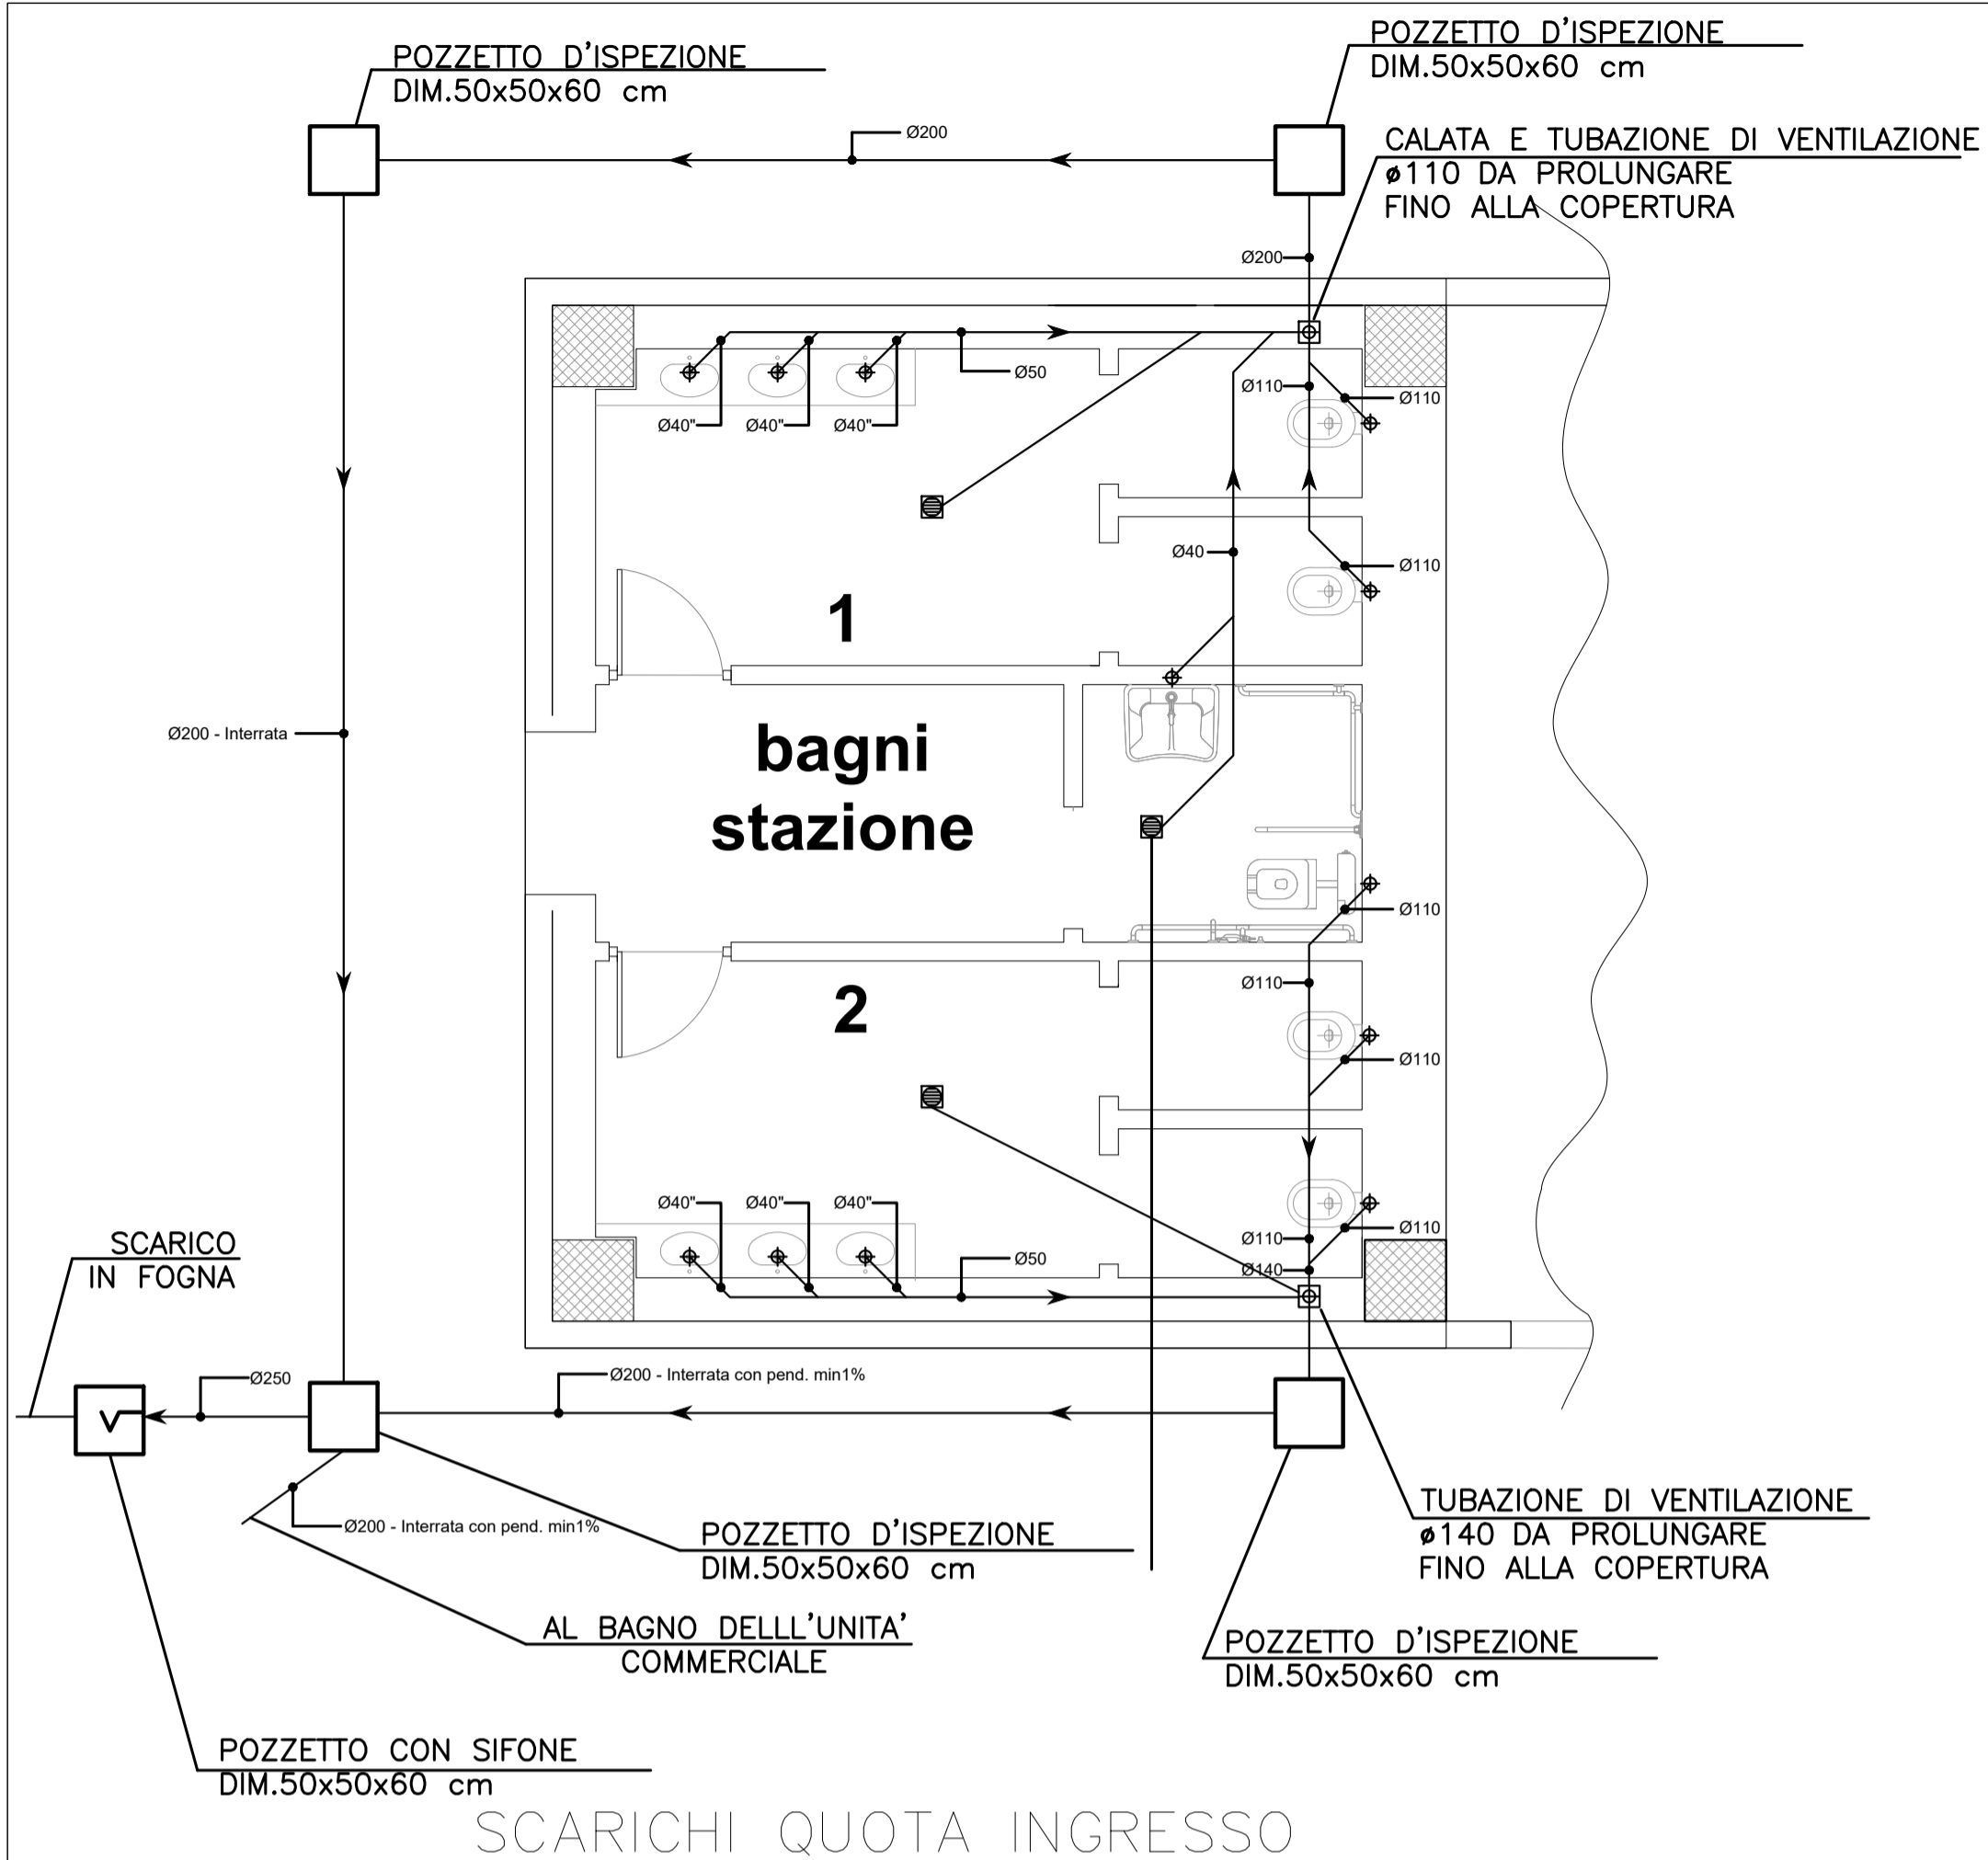 POZZETTO D'ISPEZIONE
DIM.50x50x60 cm
POZZETTO D'ISPEZIONE
DIM.50x50x60 cm
Ø200
CALATA E TUBAZIONE DI VENTILAZIONE
ø110 DA PROLUNGARE
FINO ALLA COPERTURA
Ø200
Ø50
Ø110
Ø110
Ø40"
Ø40"
Ø40"
Ø40
Ø110
1
Ø200 - Interrata
bagni
stazione
Ø110
Ø110
2
Ø110
Ø40"
Ø40"
Ø40"
Ø110
Ø110
Ø50
Ø140
SCARICO
IN FOGNA
Ø250
Ø200 - Interrata con pend. min1%
Ø200 - Interrata con pend. min1%
POZZETTO D'ISPEZIONE
DIM.50x50x60 cm
TUBAZIONE DI VENTILAZIONE
ø140 DA PROLUNGARE
FINO ALLA COPERTURA
AL BAGNO DELLL'UNITA'
COMMERCIALE
POZZETTO D'ISPEZIONE
DIM.50x50x60 cm
POZZETTO CON SIFONE
DIM.50x50x60 cm
SCARICHI QUOTA INGRESSO